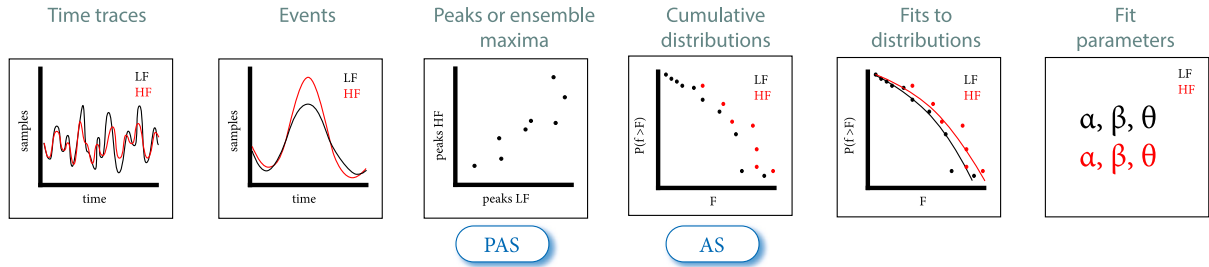 Time traces
Events
Peaks or ensemble
maxima
Cumulative
distributions
Fits to
distributions
Fit
parameters
LF
HF
samples
time
LF
HF
samples
time
peaks HF
peaks LF
LF
HF
P(f >F)
F
LF
HF
P(f >F)
F
LF
HF
α, β, θ
α, β, θ
PAS
AS